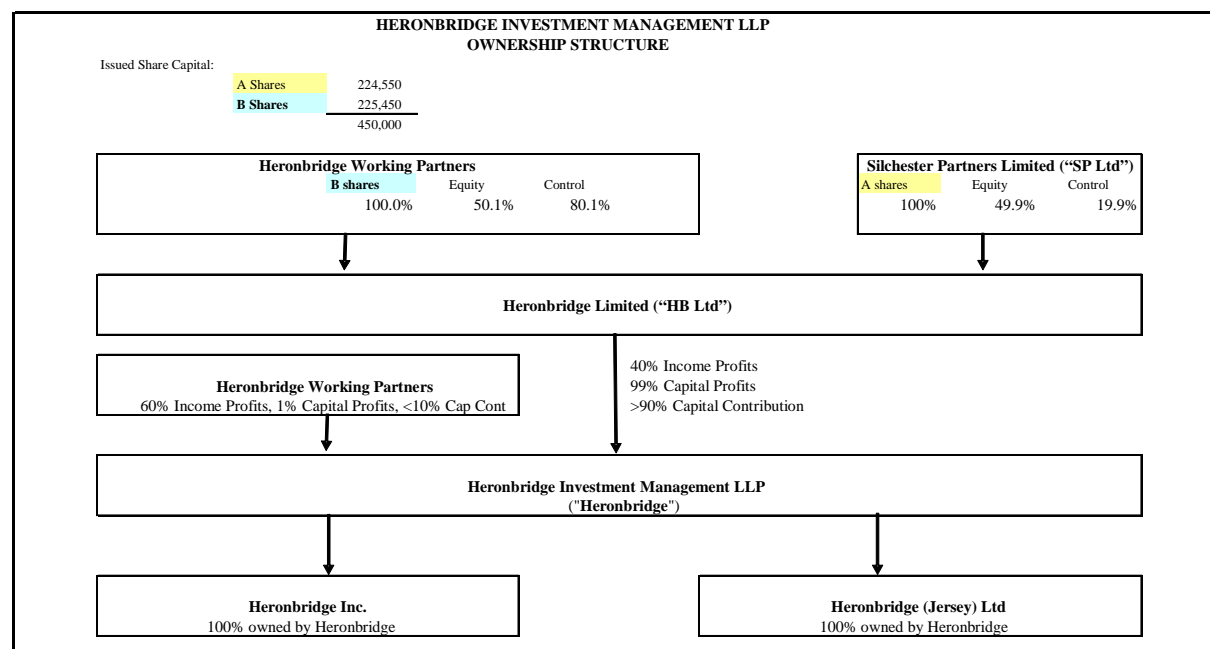 HERONBRIDGE INVESTMENT MANAGEMENT LLP
OWNERSHIP STRUCTURE
Issued Share Capital:
A Shares 224,550
B Shares 225,450
450,000
Heronbridge Working Partners
B shares Equity Control
100.0% 50.1% 80.1%
Silchester Partners Limited (“SP Ltd”)
A shares Equity Control
100% 49.9% 19.9%
Heronbridge Limited (“HB Ltd”)
40% Income Profits
99% Capital Profits
>90% Capital Contribution
Heronbridge Working Partners
60% Income Profits, 1% Capital Profits, <10% Cap Cont
Heronbridge Investment Management LLP
("Heronbridge")
Heronbridge Inc.
100% owned by Heronbridge
Heronbridge (Jersey) Ltd
100% owned by Heronbridge